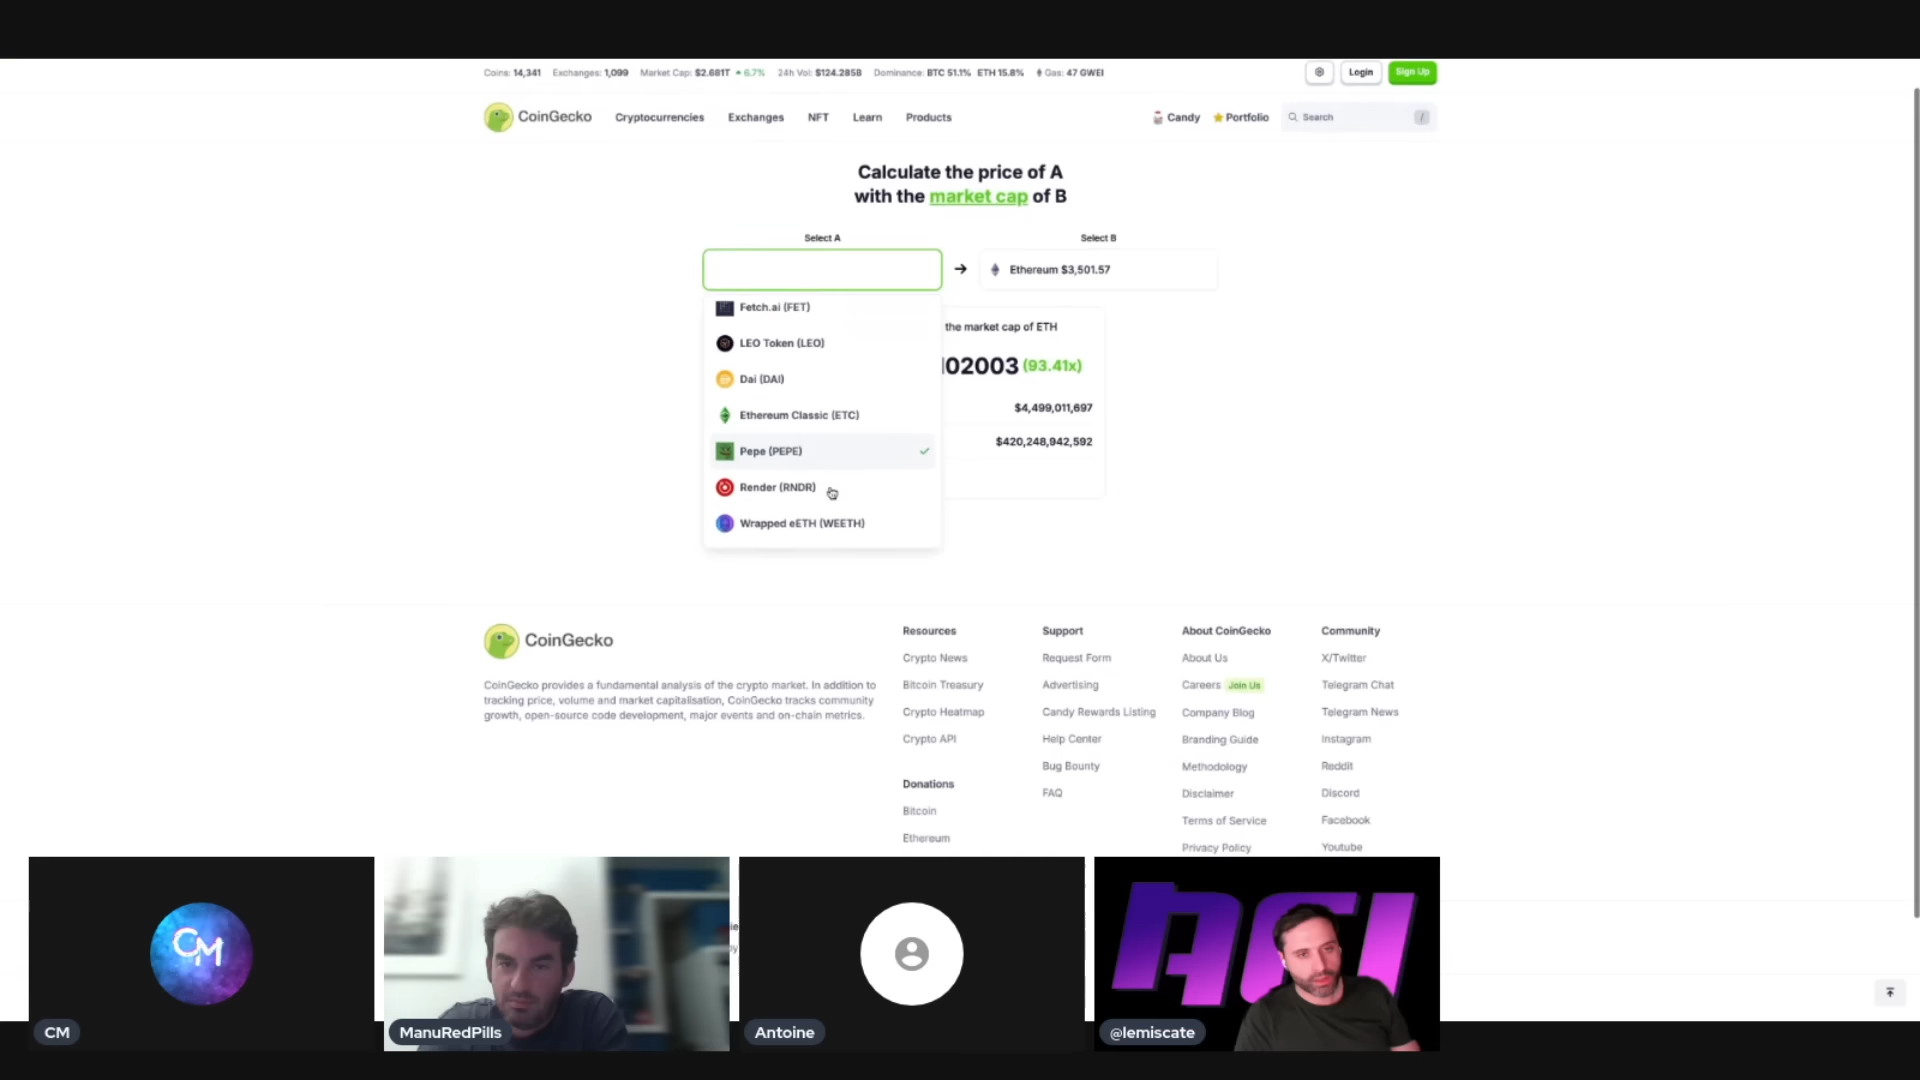 Coins: 14,341 Exchanges: 1,099 Market Cap: $2.681T 6.7% 24h Vol: $124.285B Dominance: BTC 51.1% ETH 15.8% Gas: 47 GWEI
Login
Sign Up
CoinGecko
Cryptocurrencies Exchanges NFT Learn Products
Candy Portfolio Search /
Calculate the price of A
with the market cap of B
Select A
Select B
Ethereum $3,501.57
Fetch.ai (FET)
LEO Token (LEO)
Dai (DAI)
Ethereum Classic (ETC)
Pepe (PEPE)
Render (RNDR)
Wrapped eETH (WEETH)
the market cap of ETH
02003 (93.41x)
$4,499,011,697
$420,248,942,592
CoinGecko
CoinGecko provides a fundamental analysis of the crypto market. In addition to
tracking price, volume and market capitalisation, CoinGecko tracks community
growth, open-source code development, major events and on-chain metrics.
Resources
Crypto News
Bitcoin Treasury
Crypto Heatmap
Crypto API
Donations
Bitcoin
Ethereum
Support
Request Form
Advertising
Candy Rewards Listing
Help Center
Bug Bounty
FAQ
About CoinGecko
About Us
Careers Join Us
Company Blog
Branding Guide
Methodology
Disclaimer
Terms of Service
Privacy Policy
Community
X/Twitter
Telegram Chat
Telegram News
Instagram
Reddit
Discord
Facebook
Youtube
CM
CM
ManuRedPills
Antoine
@lemiscate